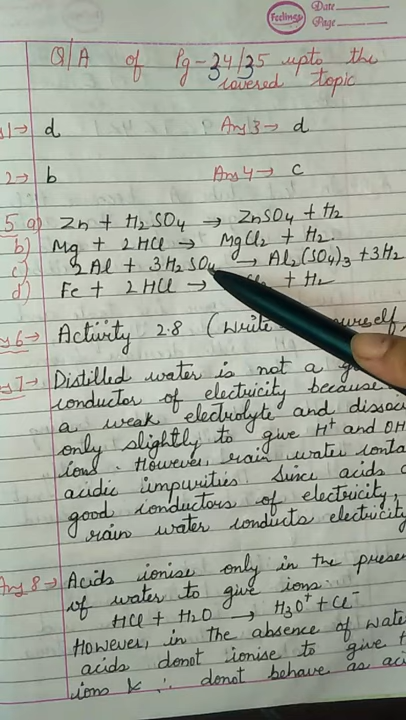 Feelings
Date
Page
Q/A of Pg-34/35 upto the
covered topic
1→ d Ans 3→ d
2→ b Ans 4→ c
5 a) Zn + H₂SO₄ → ZnSO₄ + H₂
b) Mg + 2HCl → MgCl₂ + H₂.
c) 2Al + 3H₂SO₄ → Al₂(SO₄)₃ + 3H₂
d) Fe + 2HCl → + H₂
6→ Activity 2.8 (Write
7→ Distilled water is not a
conductor of electricity because
a weak electrolyte and
only slightly to give H⁺ and
ions. However, rain water
acidic impurities. Since acids
good conductors of electricity,
rain water conducts electricity
Ans 8→ Acids ionise only in the
of water to give ions.
HCl + H₂O → H₃O⁺ + Cl⁻
However, in the absence of
acids donot ionise to give
ions & ∴ donot behave as